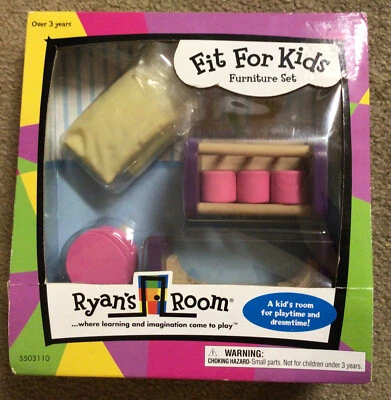 Over 3 years
Fit For Kids
Furniture Set
Ryan's Room®
...where learning and imagination come to play™
A kid's room
for playtime and
dreamtime!
5503110
WARNING:
CHOKING HAZARD-Small parts. Not for children under 3 years.